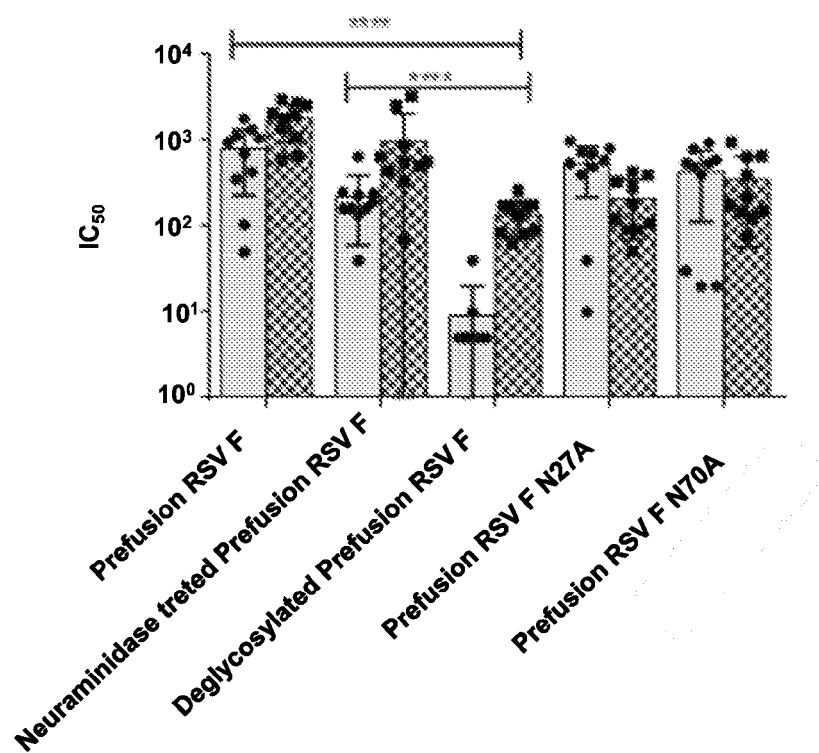 ****
10⁴
****
10³
IC₅₀
10²
10¹
10⁰
Prefusion RSV F
Neuraminidase treted Prefusion RSV F
Deglycosylated Prefusion RSV F
Prefusion RSV F N27A
Prefusion RSV F N70A